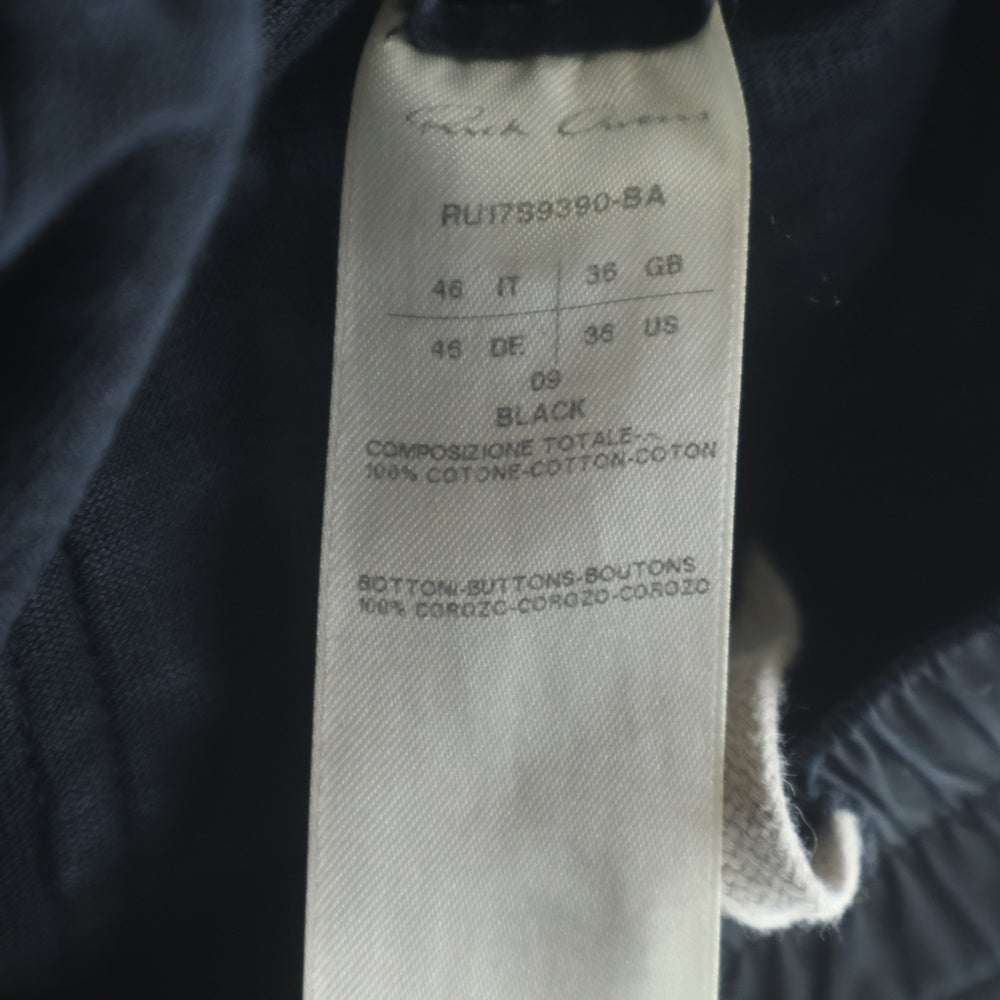 Rick Owens
RU17S9390-BA
46 IT 36 GB
46 DE 36 US
09
BLACK
COMPOSIZIONE TOTALE-
100% COTONE-COTTON-COTON
BOTTONI-BUTTONS-BOUTONS
100% COROZO-COROZO-COROZO